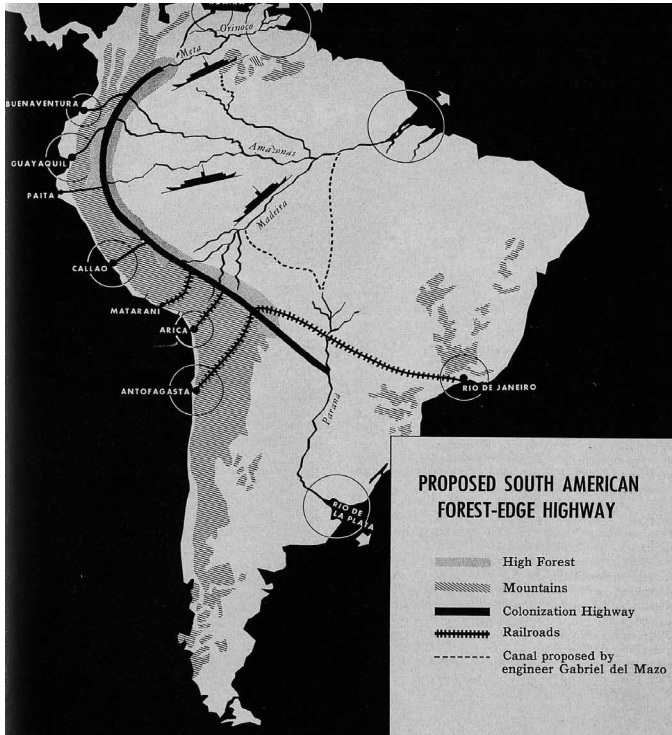 Orinoco
Meta
BUENAVENTURA
Amazonas
GUAYAQUIL
PAITA
Madeira
CALLAO
MATARANI
ARICA
ANTOFAGASTA
RIO DE JANEIRO
Paraná
RIO DE
LA PLATA
PROPOSED SOUTH AMERICAN
FOREST-EDGE HIGHWAY
High Forest
Mountains
Colonization Highway
Railroads
Canal proposed by
engineer Gabriel del Mazo